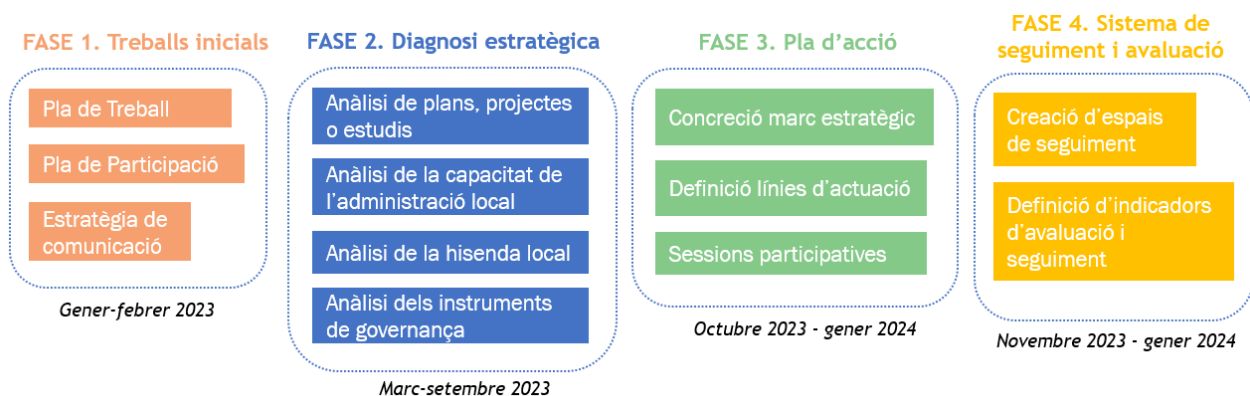 FASE 1. Treballs inicials
Pla de Treball
Pla de Participació
Estratègia de
comunicació
Gener-febrer 2023
FASE 2. Diagnosi estratègica
Anàlisi de plans, projectes
o estudis
Anàlisi de la capacitat de
l'administració local
Anàlisi de la hisenda local
Anàlisi dels instruments
de governança
Marc-setembre 2023
FASE 3. Pla d'acció
Concreció marc estratègic
Definició línies d'actuació
Sessions participatives
Octubre 2023 - gener 2024
FASE 4. Sistema de
seguiment i avaluació
Creació d'espais
de seguiment
Definició d'indicadors
d'avaluació i
seguiment
Novembre 2023 - gener 2024